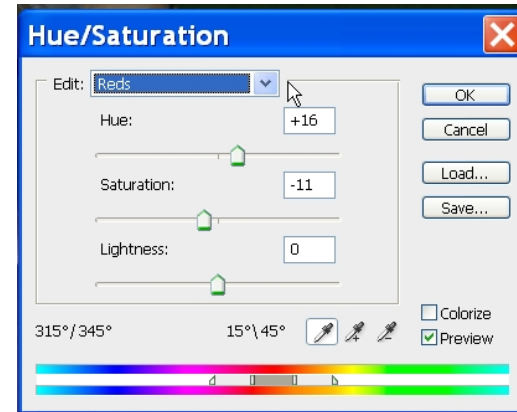 Hue/Saturation
Edit: Reds
OK
Hue: +16
Cancel
Load...
Saturation: -11
Save...
Lightness: 0
Colorize
315°/345° 15°\45°
Preview